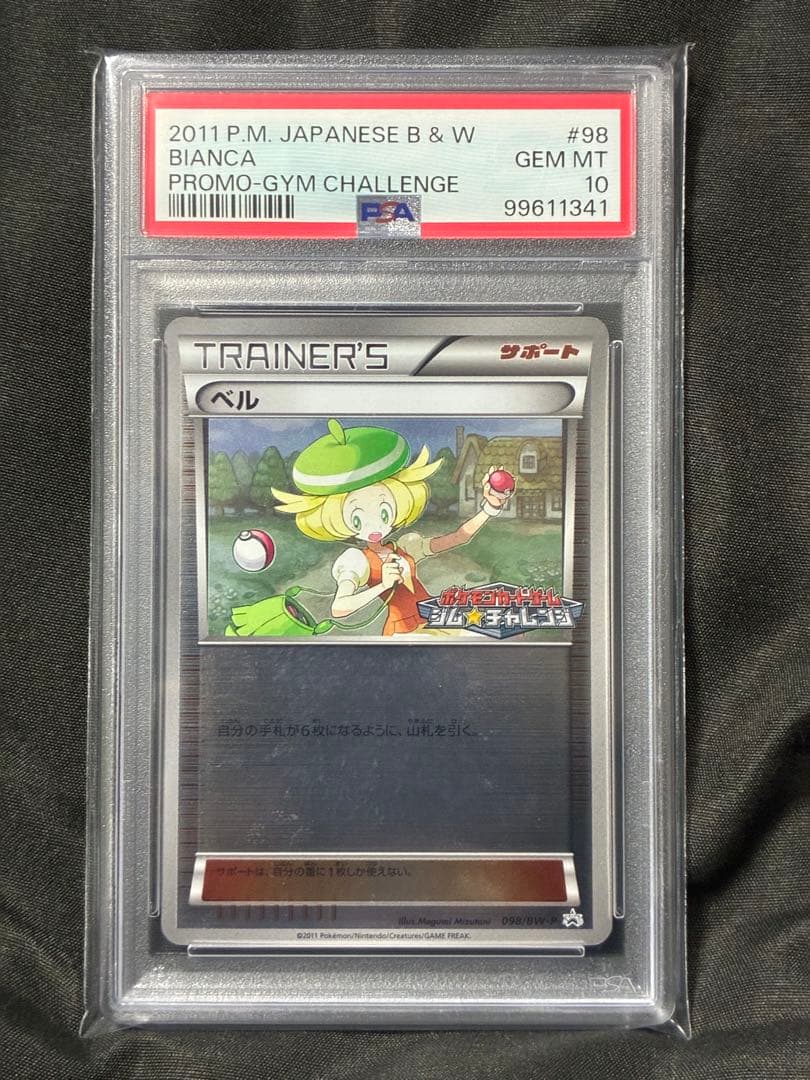 2011 P.M. JAPANESE B & W #98
BIANCA GEM MT
PROMO-GYM CHALLENGE 10
PSA 99611341
TRAINER'S サポート
ベル
ポケモンカードゲーム
ジム★チャレンジ
自分の手札が6枚になるように、山札を引く。
サポートは、自分の番に1枚しか使えない。
illus. Megumi Mizutani 098/BW-P
©2011 Pokémon/Nintendo/Creatures/GAME FREAK.
PSA